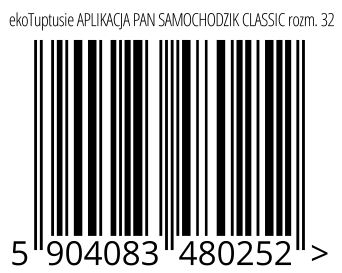 ekoTuptusie APLIKACJA PAN SAMOCHODZIK CLASSIC rozm. 32
5 904083 480252 >